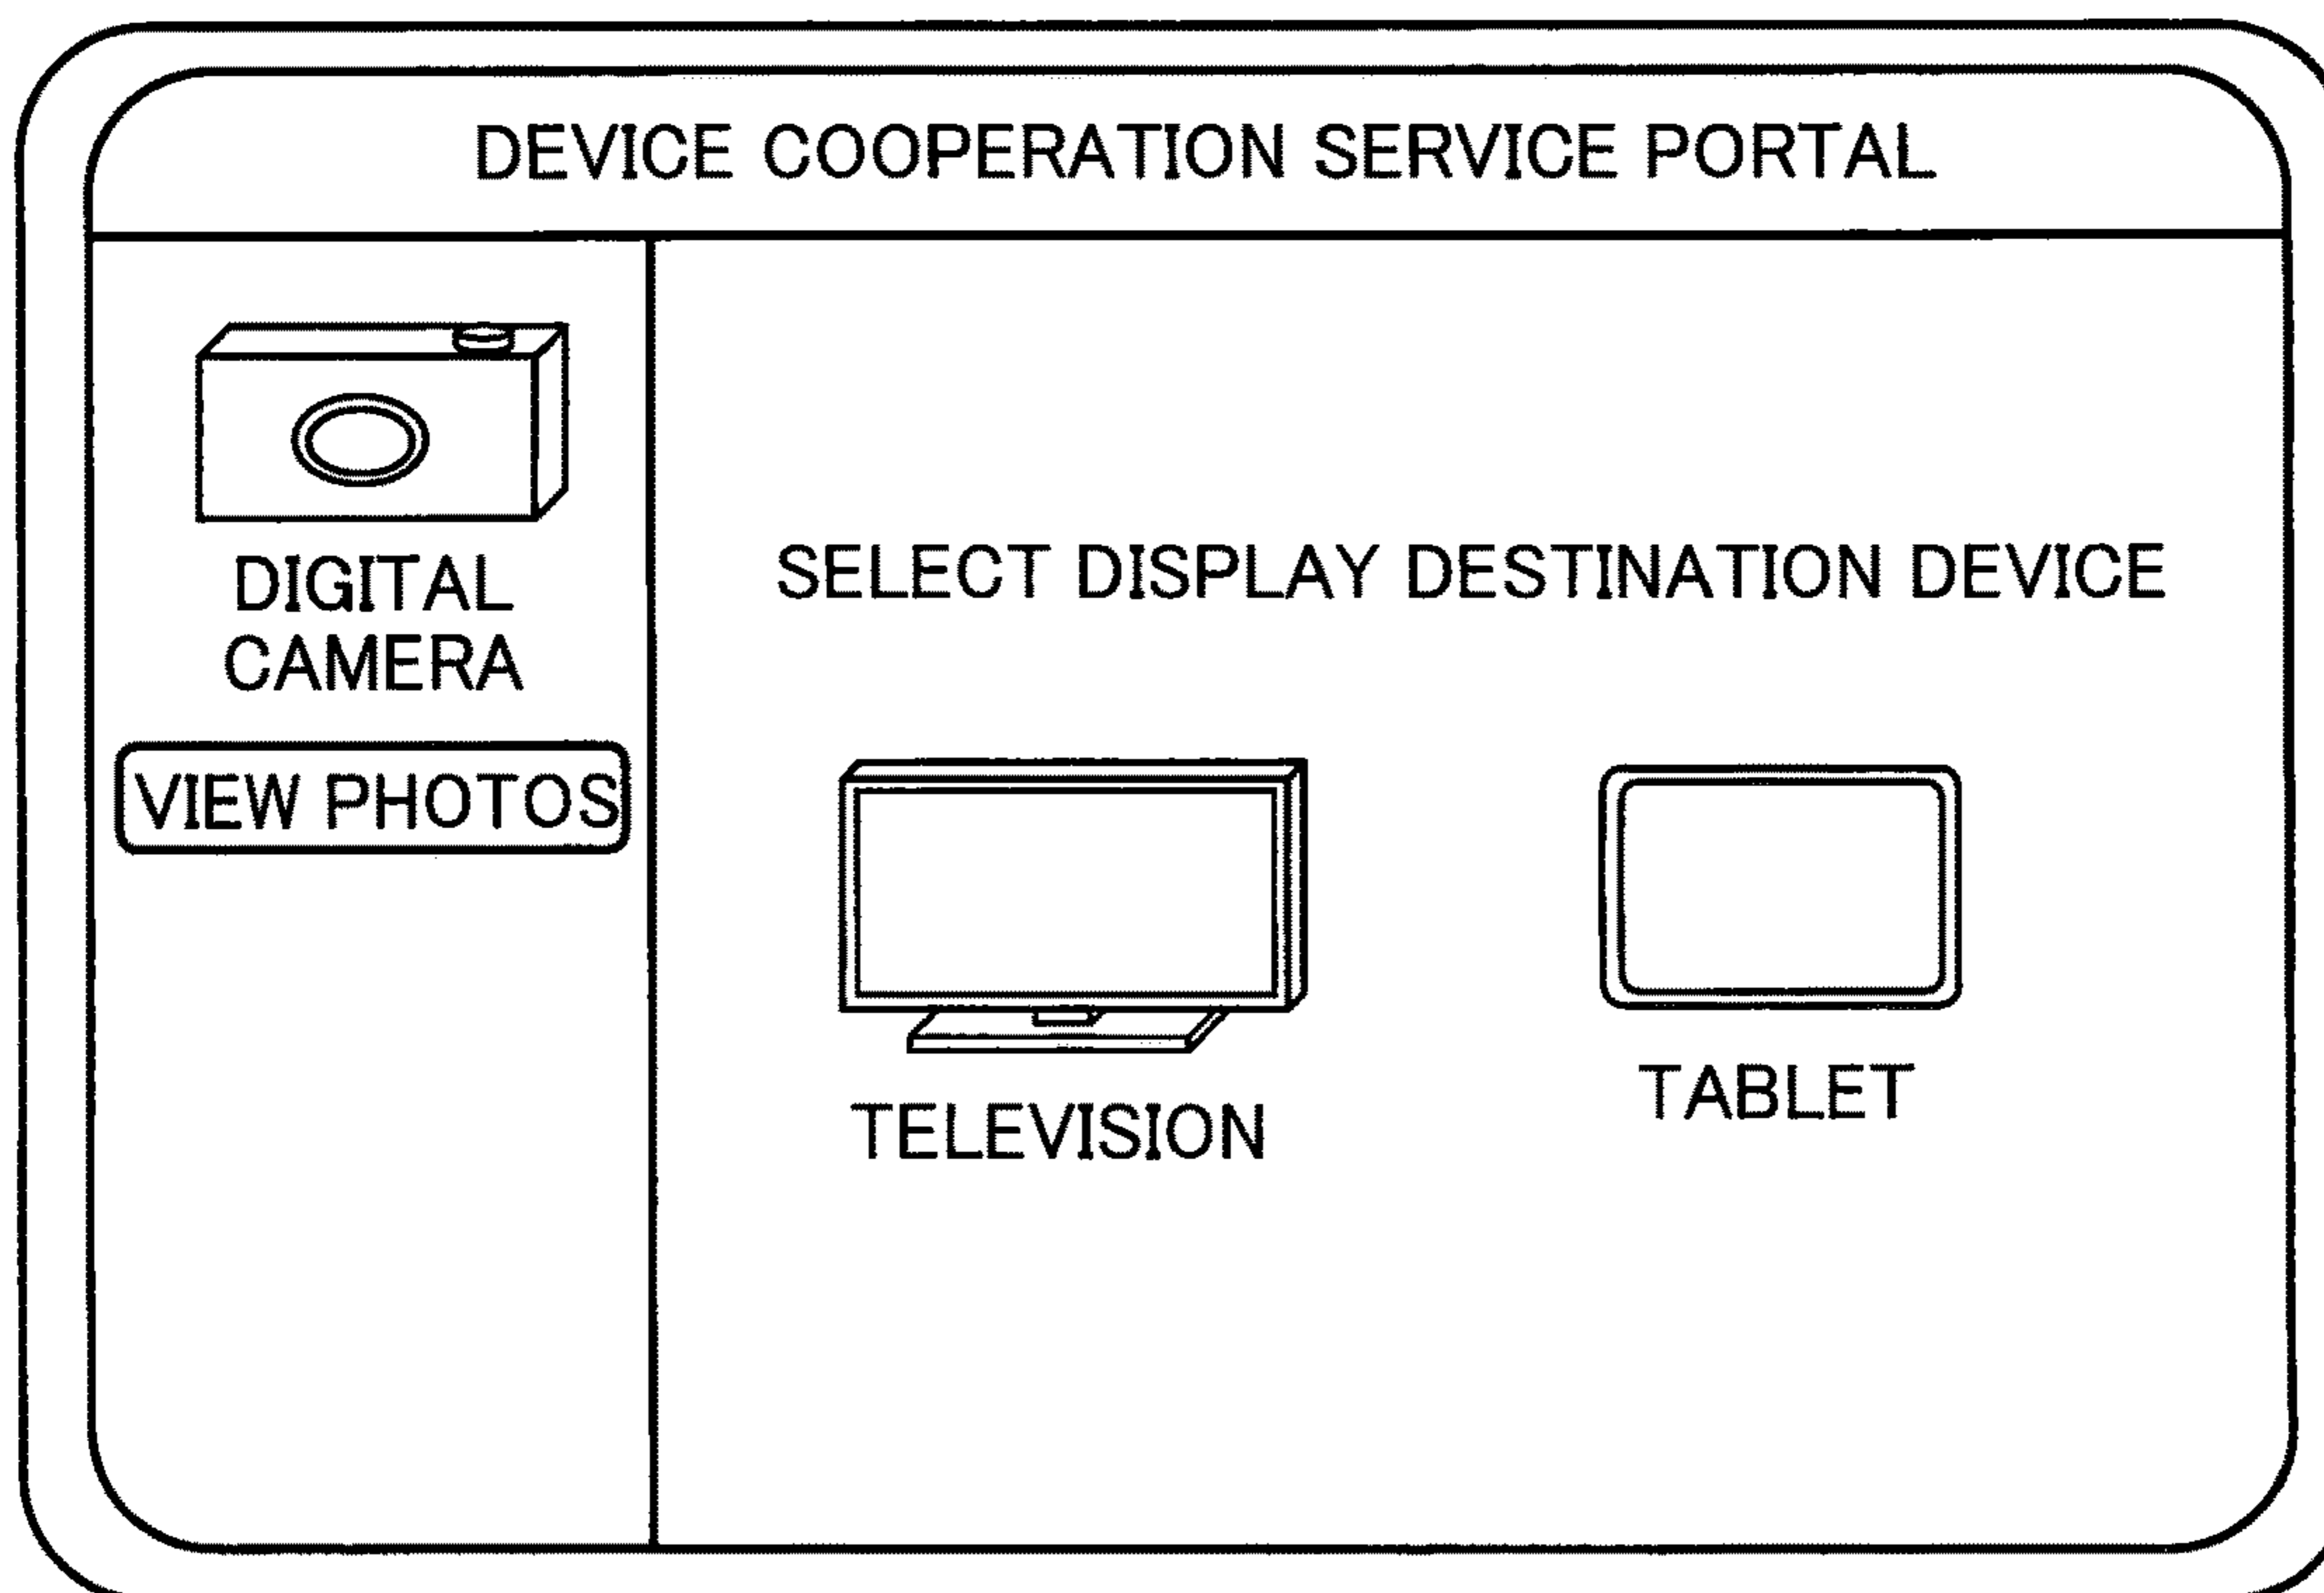 DEVICE COOPERATION SERVICE PORTAL
DIGITAL
CAMERA
VIEW PHOTOS
SELECT DISPLAY DESTINATION DEVICE
TELEVISION
TABLET